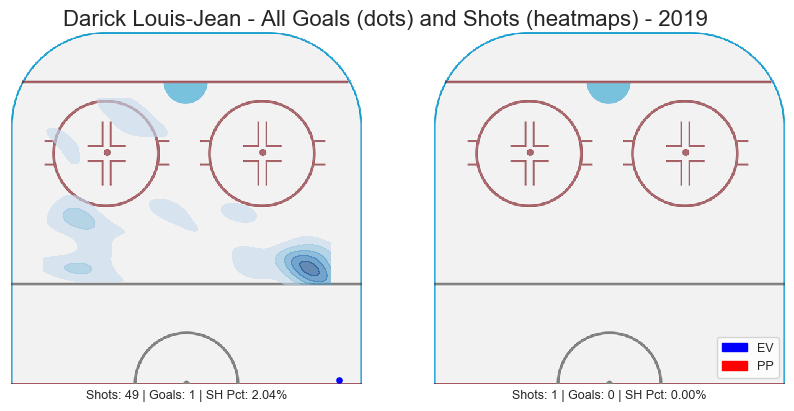 Darick Louis-Jean - All Goals (dots) and Shots (heatmaps) - 2019
EV
PP
Shots: 49 | Goals: 1 | SH Pct: 2.04%
Shots: 1 | Goals: 0 | SH Pct: 0.00%